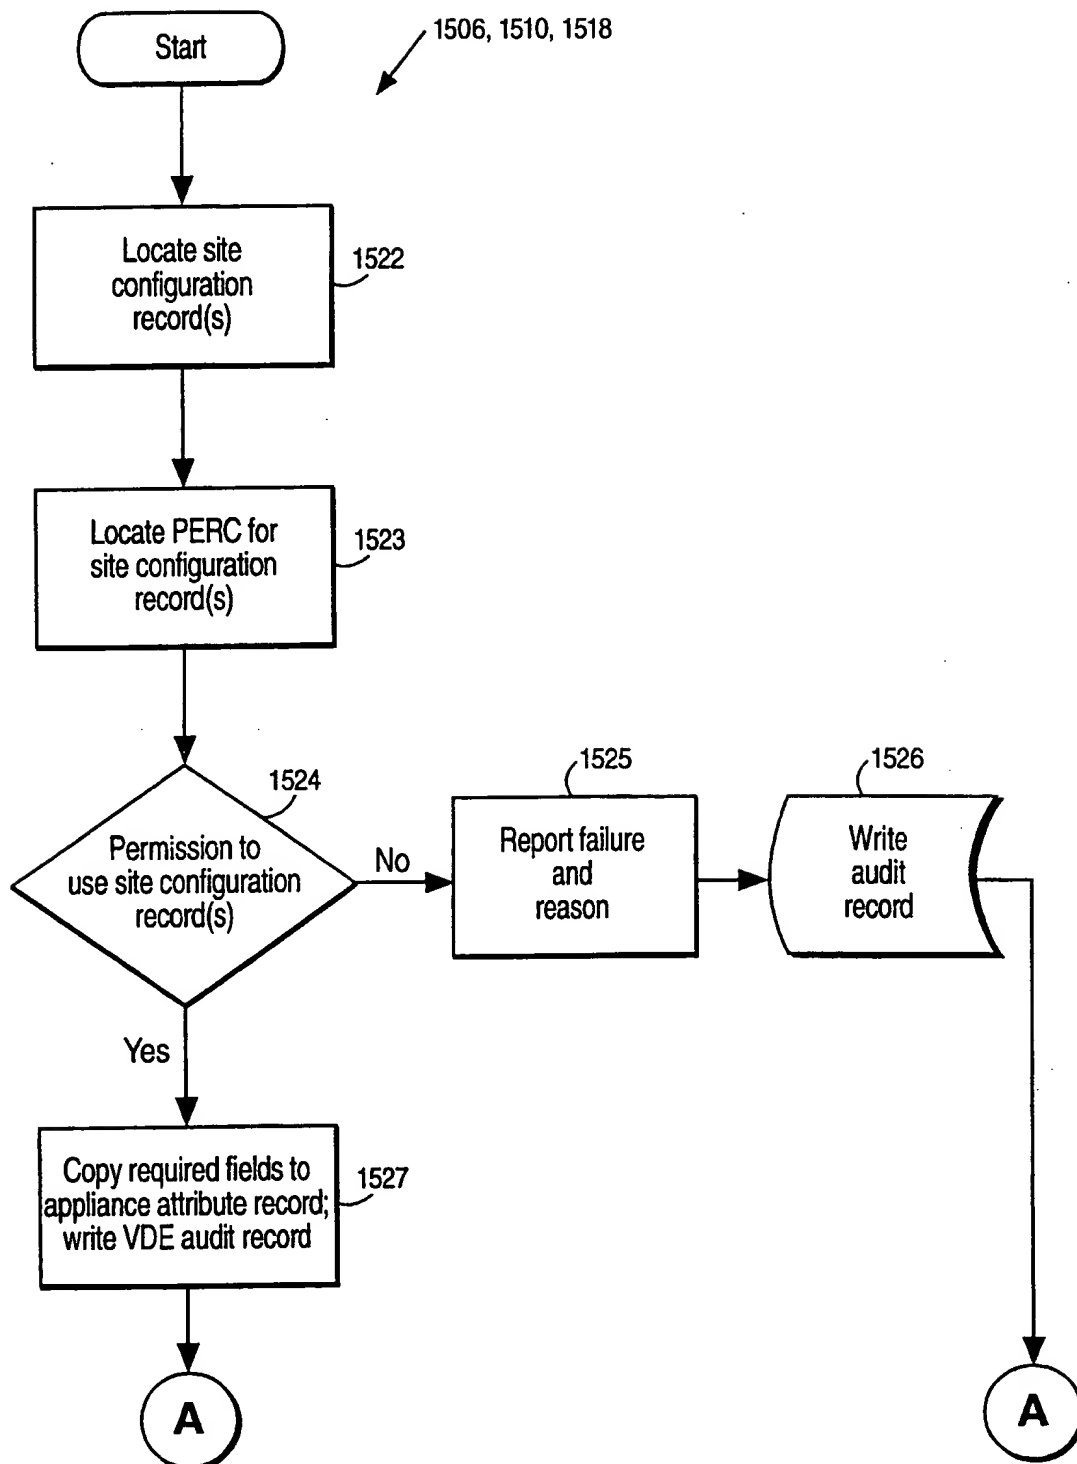 Start
1506, 1510, 1518
Locate site
configuration
record(s)
1522
Locate PERC for
site configuration
record(s)
1523
1524
Permission to
use site configuration
record(s)
No
1525
Report failure
and
reason
1526
Write
audit
record
Yes
Copy required fields to
appliance attribute record;
write VDE audit record
1527
A
A